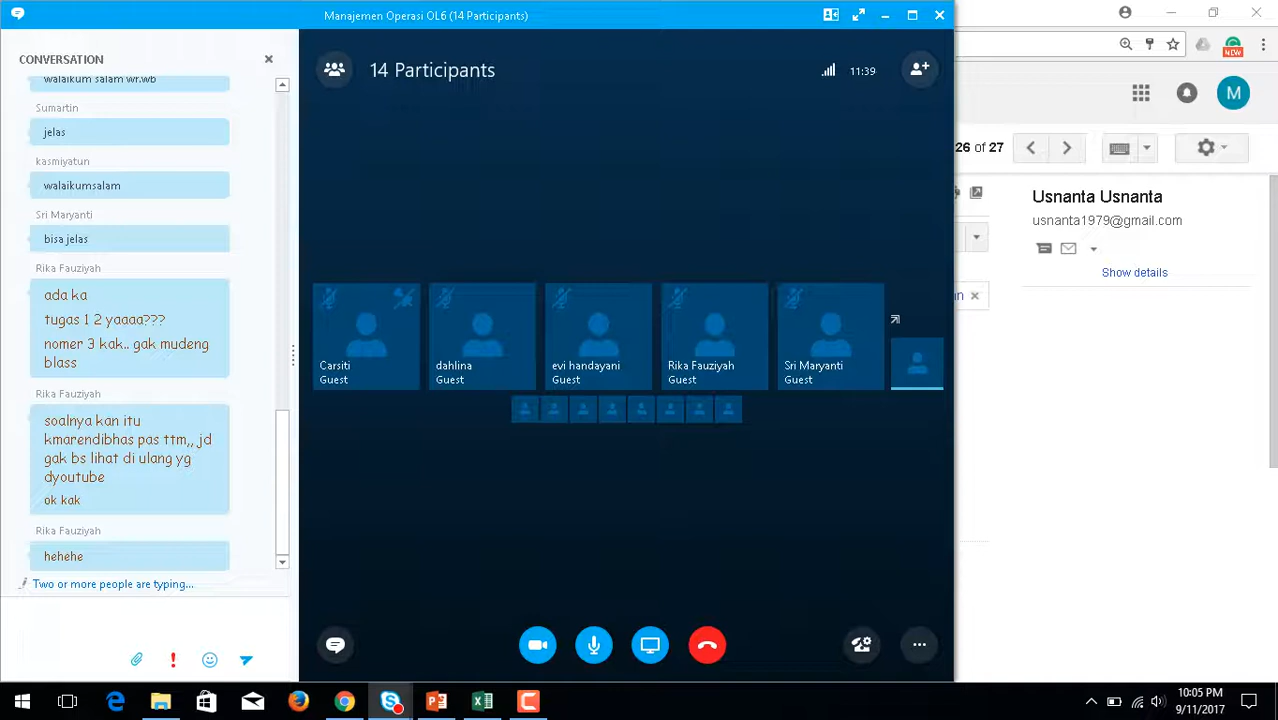 Manajemen Operasi OL6 (14 Participants)
CONVERSATION
walaikum salam wr.wb
Sumartin
jelas
kasmiyatun
walaikumsalam
Sri Maryanti
bisa jelas
Rika Fauziyah
ada ka
tugas 1 2 yaaaa???
nomer 3 kak.. gak mudeng
blass
Rika Fauziyah
soalnya kan itu
kmarendibhas pas ttm,, jd
gak bs lihat di ulang yg
dyoutube
ok kak
Rika Fauziyah
hehehe
Two or more people are typing...
14 Participants
11:39
Carsiti
Guest
dahlina
Guest
evi handayani
Guest
Rika Fauziyah
Guest
Sri Maryanti
Guest
NEW
M
26 of 27
Usnanta Usnanta
usnanta1979@gmail.com
Show details
10:05 PM
9/11/2017